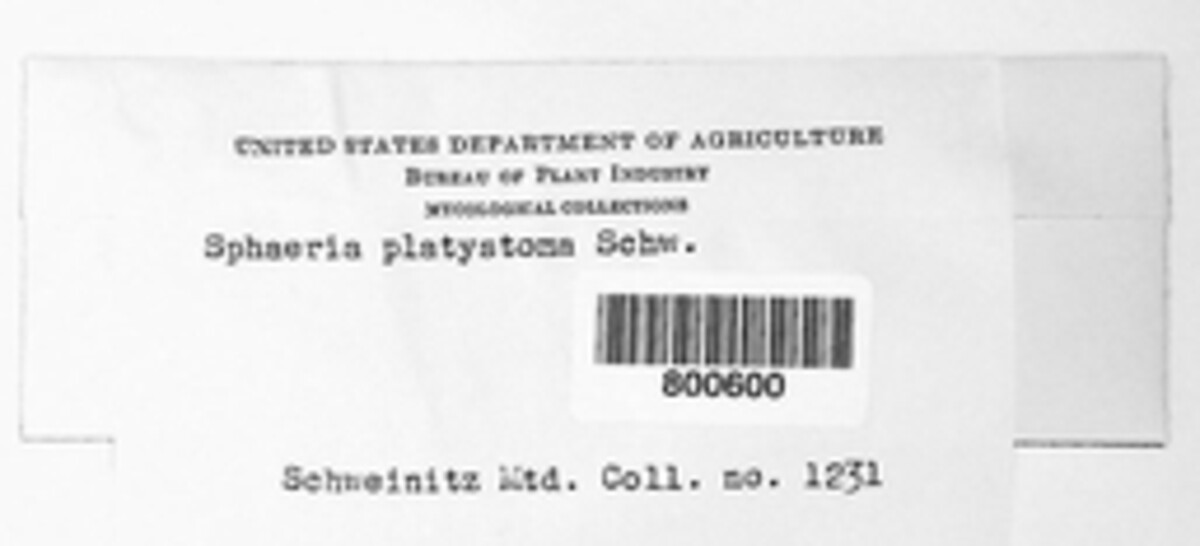 UNITED STATES DEPARTMENT OF AGRICULTURE
BUREAU OF PLANT INDUSTRY
MYCOLOGICAL COLLECTIONS
Sphaeria platystoma Schw.
800600
Schweinitz Mtd. Coll. no. 1231